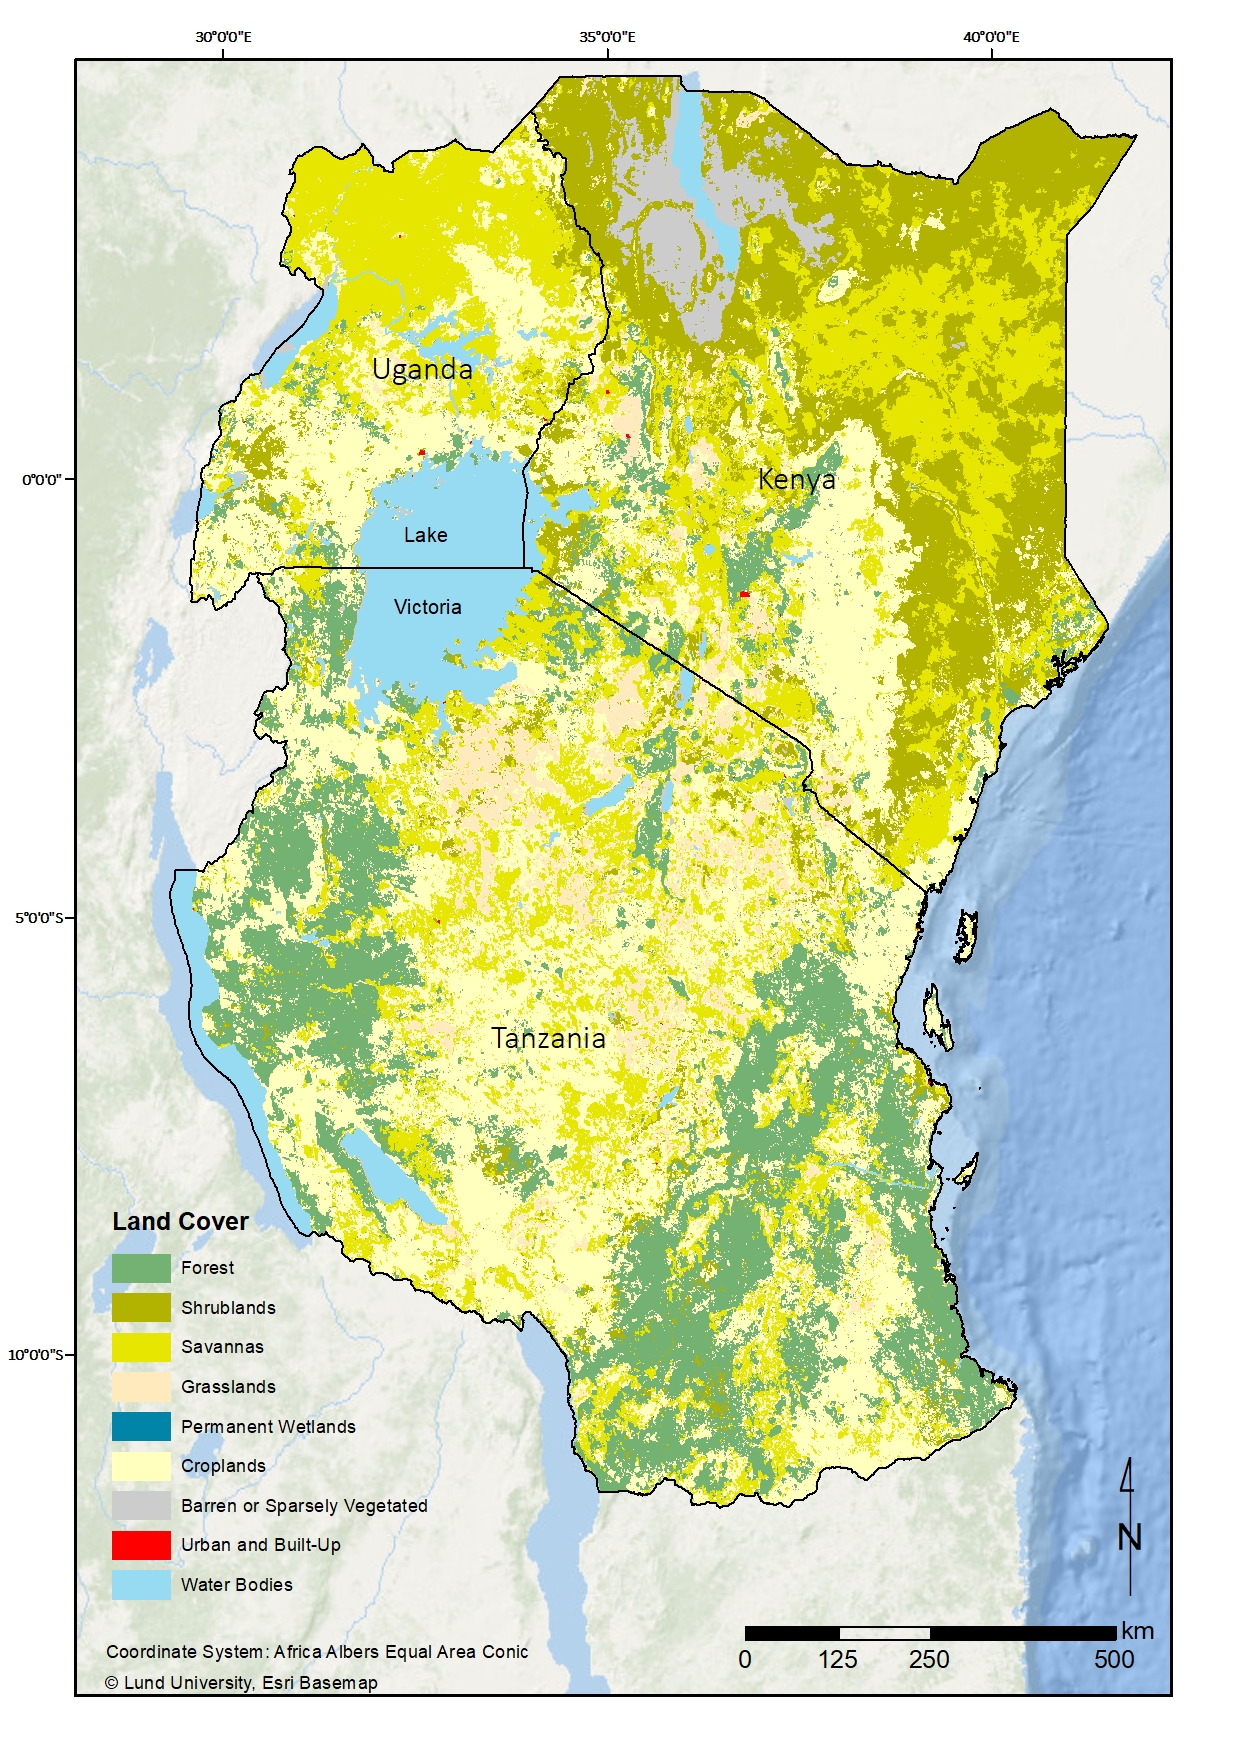 30°0'0"E
35°0'0"E
40°0'0"E
Uganda
0°0'0"
Kenya
Lake
Victoria
5°0'0"S
Tanzania
Land Cover
Forest
Shrublands
Savannas
10°0'0"S
Grasslands
Permanent Wetlands
Croplands
Barren or Sparsely Vegetated
N
Urban and Built-Up
Water Bodies
km
0 125 250 500
Coordinate System: Africa Albers Equal Area Conic
© Lund University, Esri Basemap